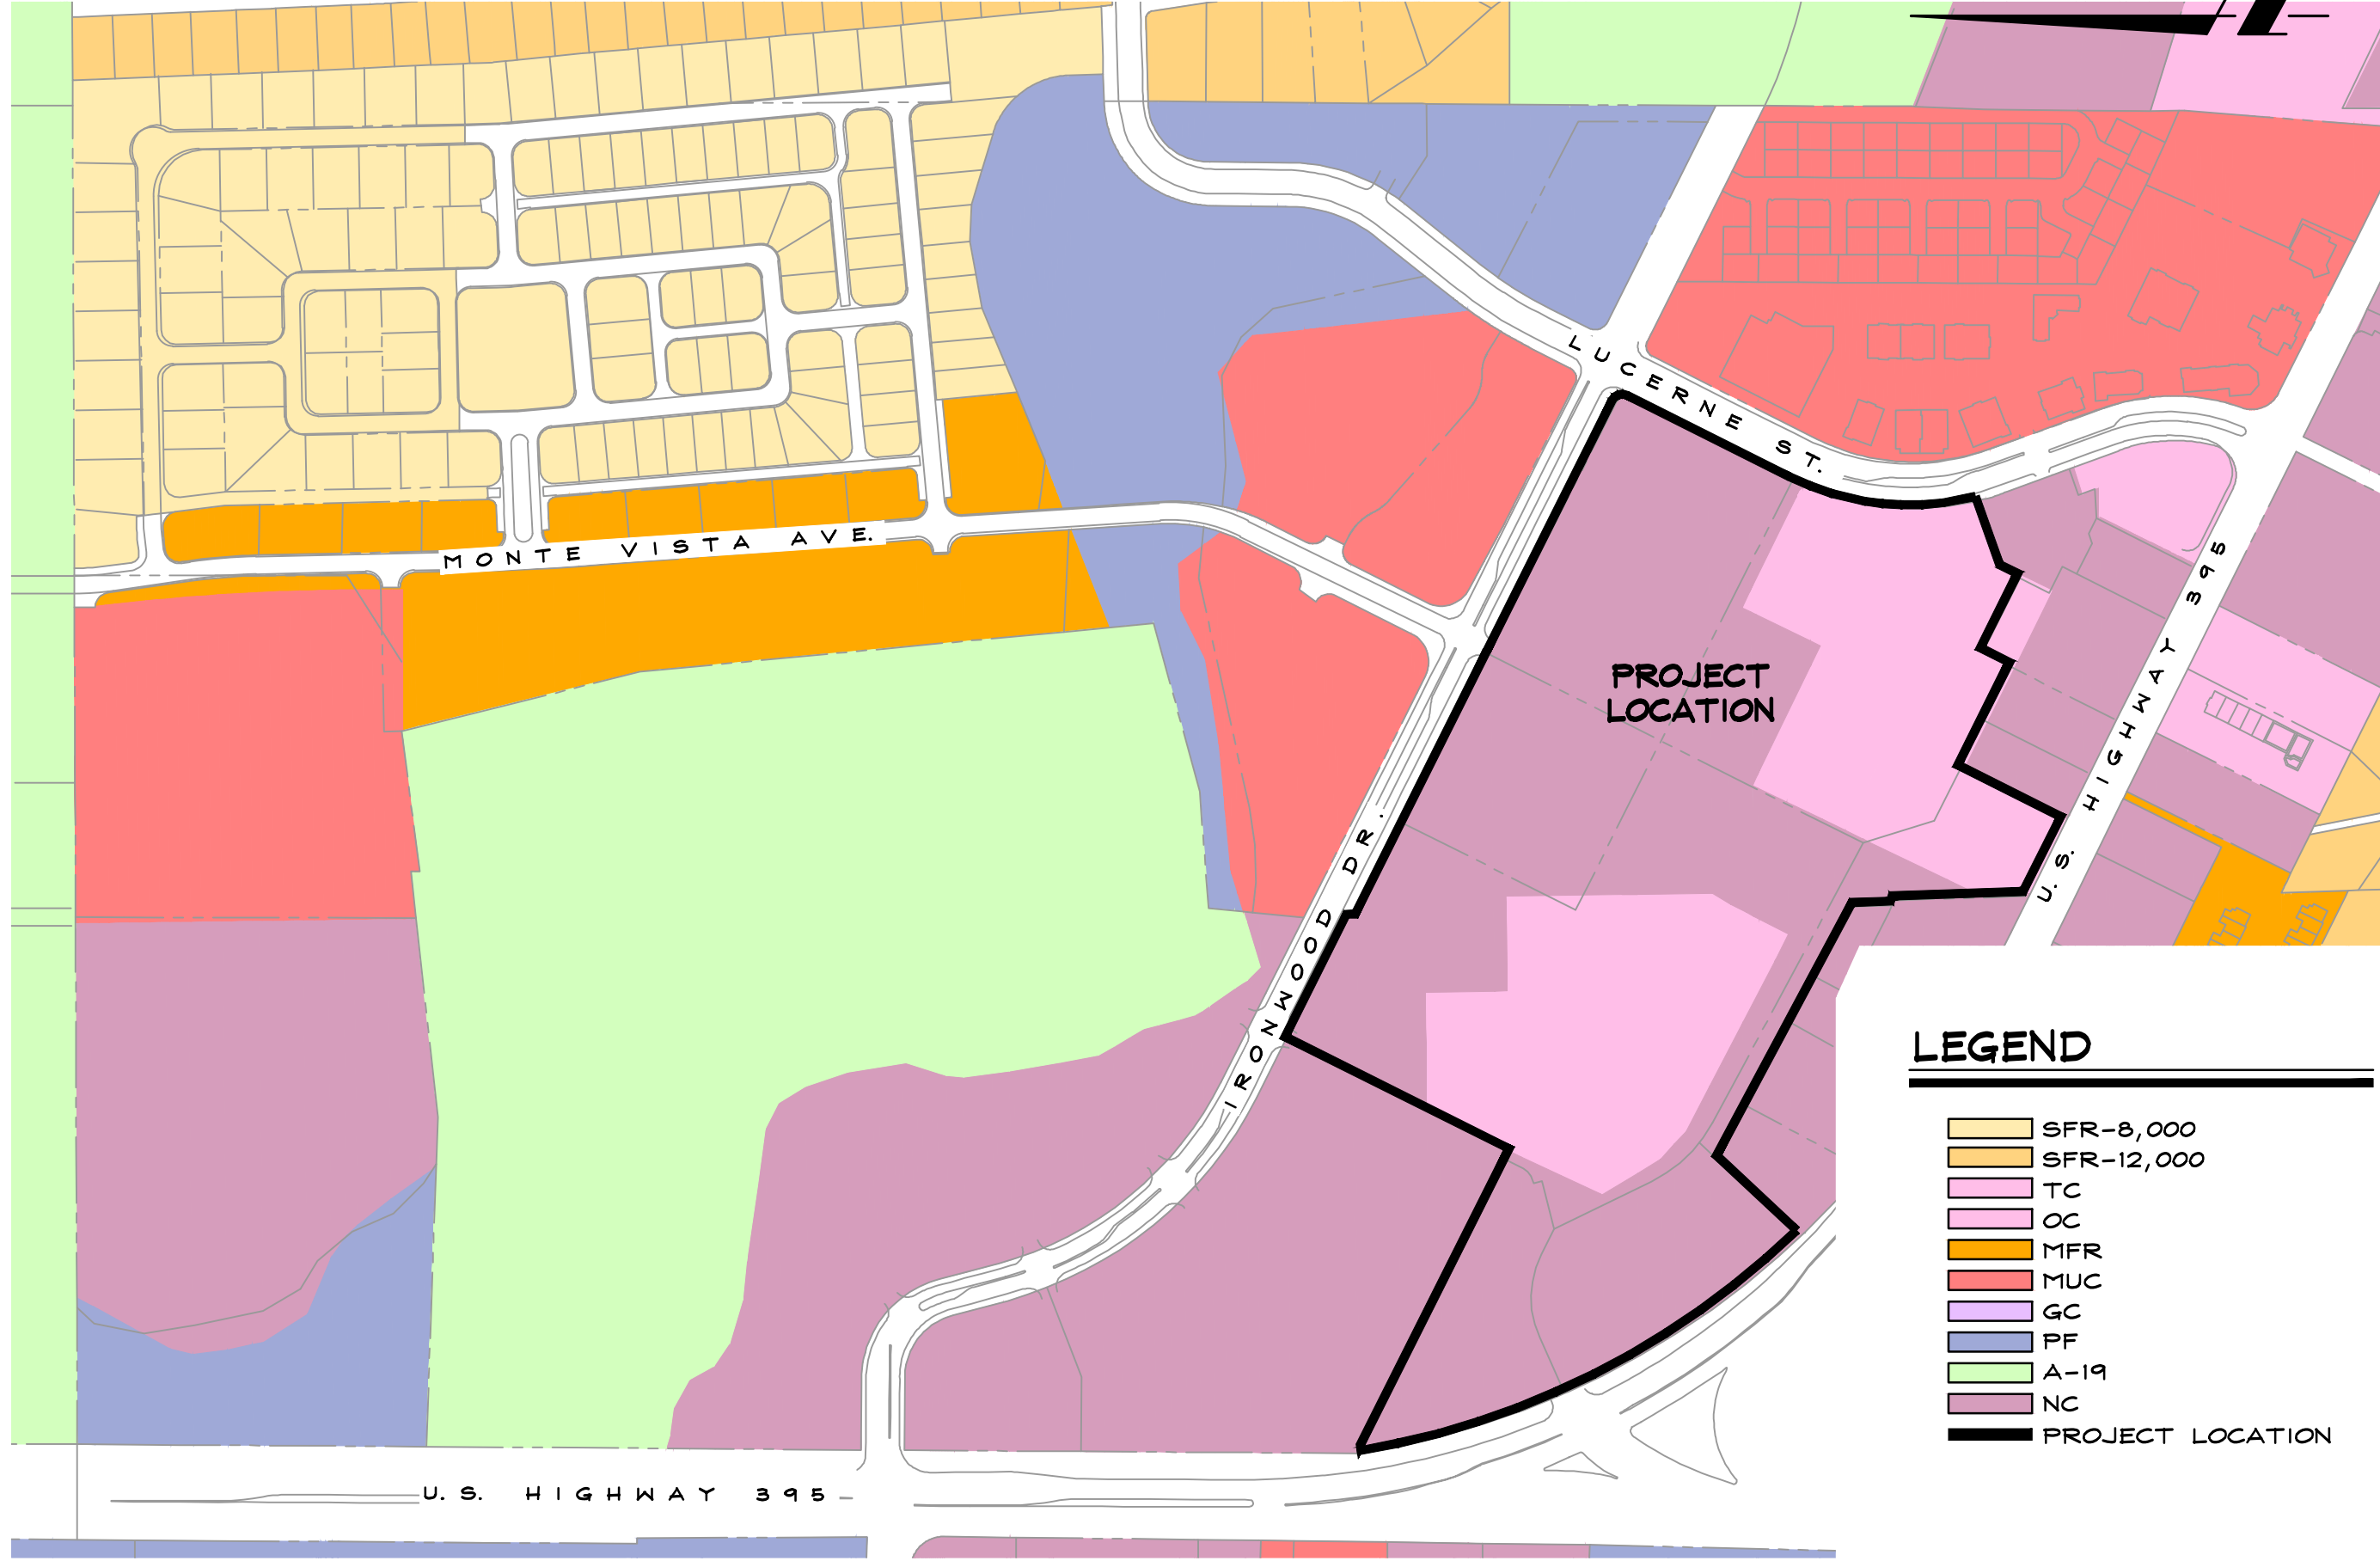 LUCERNE ST.
MONTE VISTA AVE.
U.S. HIGHWAY 395
PROJECT
LOCATION
IRONWOOD DR.
LEGEND
SFR-8,000
SFR-12,000
TC
OC
MFR
MUC
GC
PF
A-19
NC
PROJECT LOCATION
U.S. HIGHWAY 395